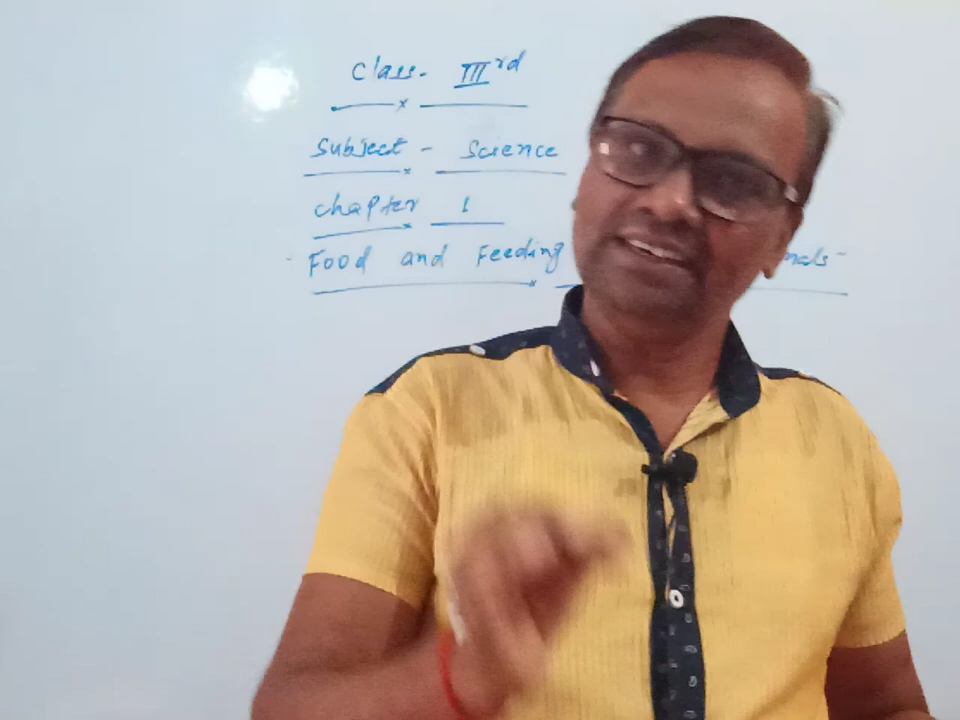 Class- IIIrd
Subject - Science
Chapter 1
Food and Feeding